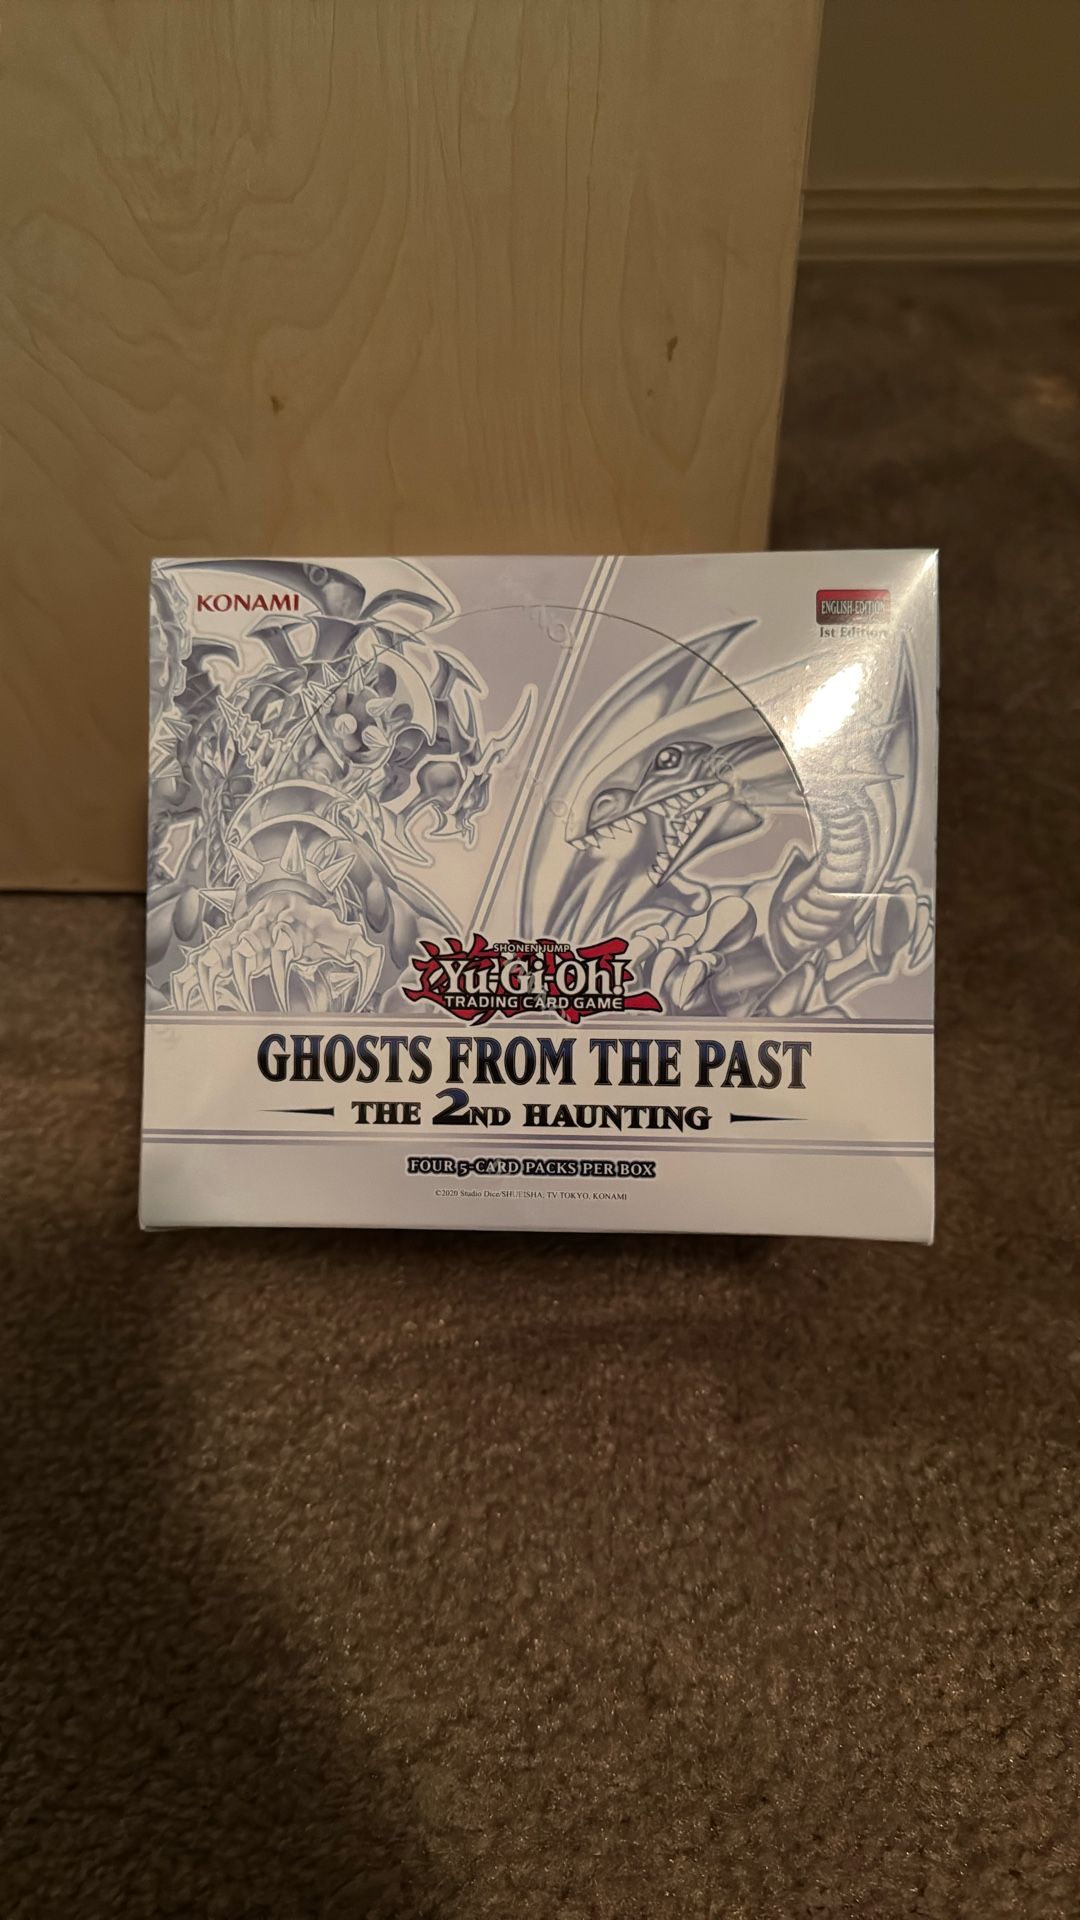 KONAMI
ENGLISH EDITION
1st Edition
SHONEN JUMP
Yu-Gi-Oh!
TRADING CARD GAME
GHOSTS FROM THE PAST
THE 2ND HAUNTING
FOUR 5-CARD PACKS PER BOX
©2020 Studio Dice/SHUEISHA, TV TOKYO, KONAMI